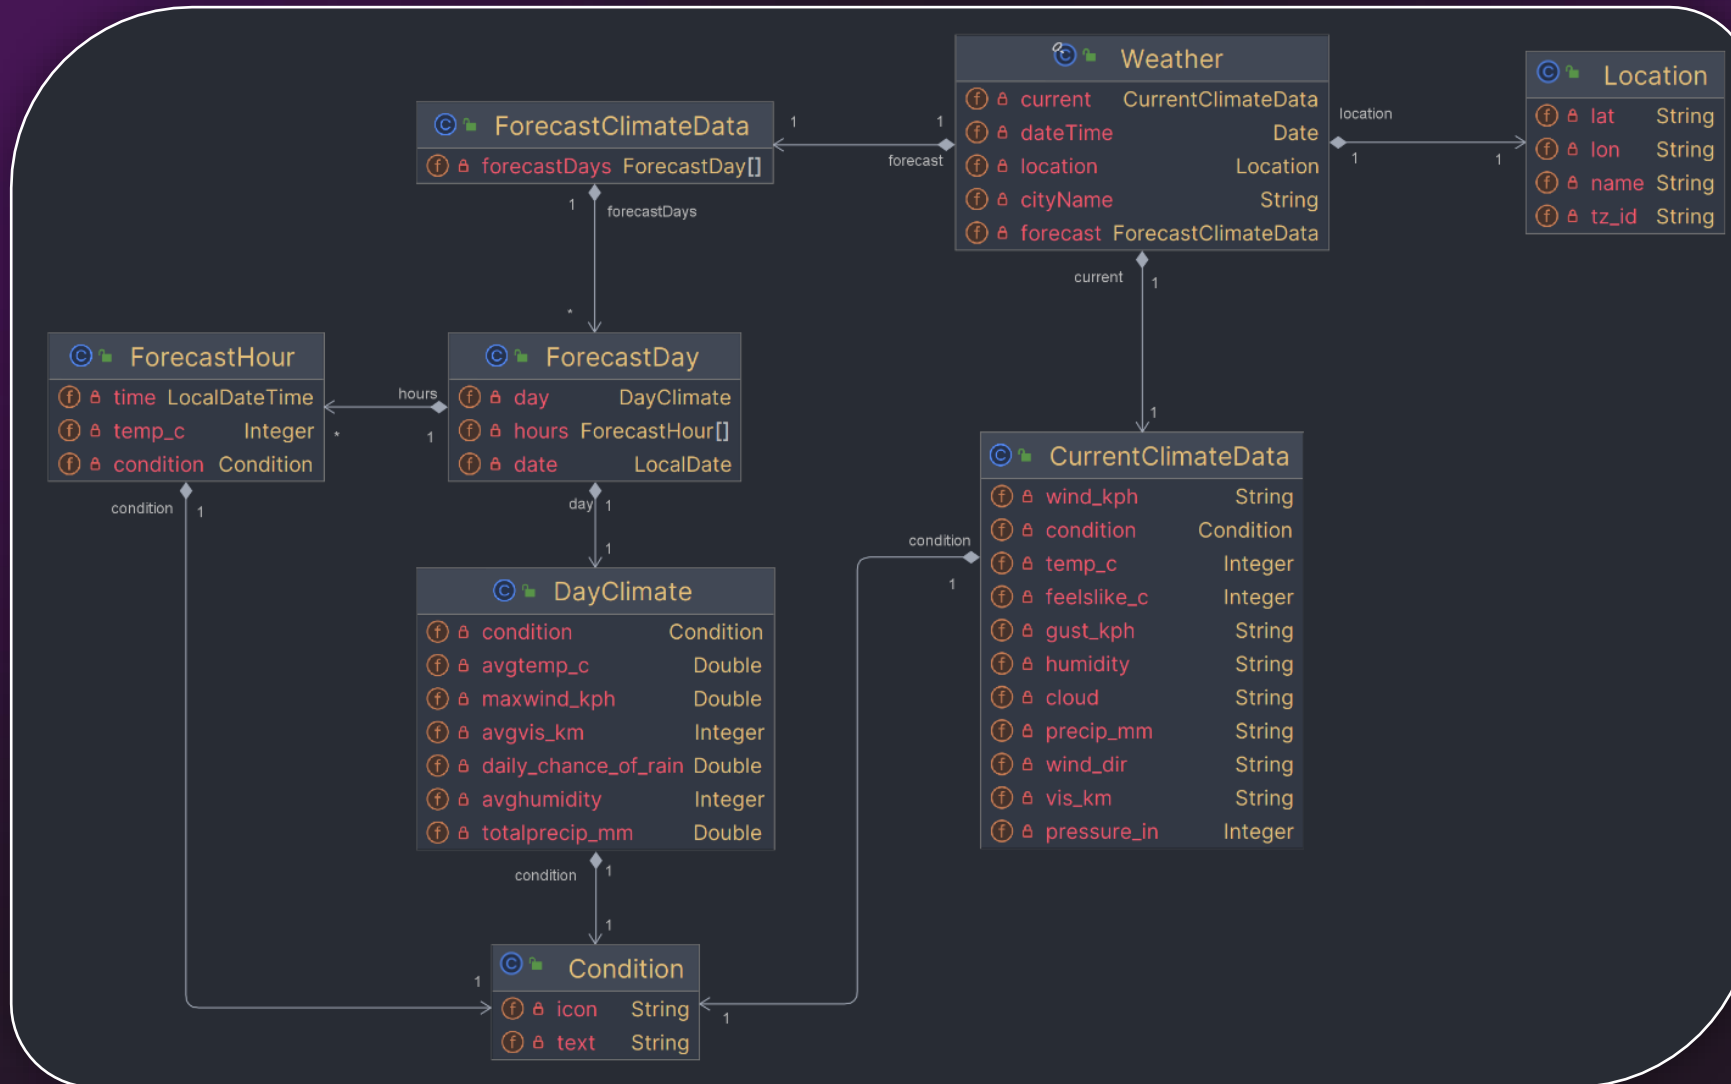 Weather
current CurrentClimateData
dateTime Date
location Location
cityName String
forecast ForecastClimateData
location
1
1
Location
lat String
lon String
name String
tz_id String
ForecastClimateData
forecastDays ForecastDay[]
1
1
forecast
1
forecastDays
*
current
1
1
ForecastHour
time LocalDateTime
temp_c Integer
condition Condition
hours
*
1
ForecastDay
day DayClimate
hours ForecastHour[]
date LocalDate
condition
1
day
1
1
CurrentClimateData
wind_kph String
condition Condition
temp_c Integer
feelslike_c Integer
gust_kph String
humidity String
cloud String
precip_mm String
wind_dir String
vis_km String
pressure_in Integer
condition
1
DayClimate
condition Condition
avgtemp_c Double
maxwind_kph Double
avgvis_km Integer
daily_chance_of_rain Double
avghumidity Integer
totalprecip_mm Double
condition
1
1
1
1
Condition
icon String
text String